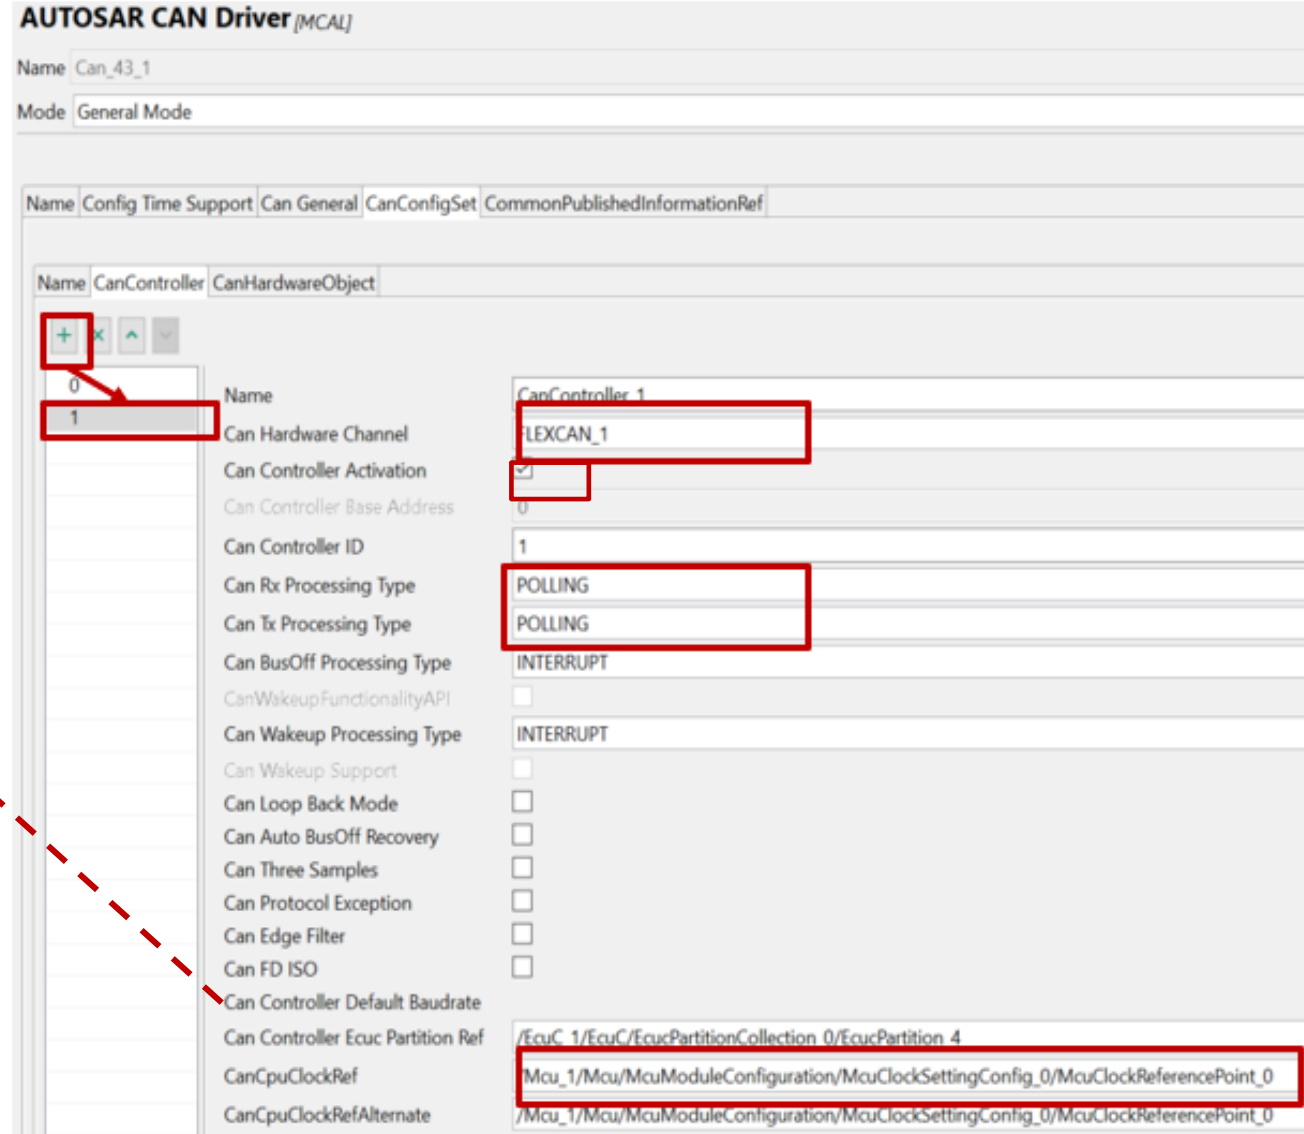 AUTOSAR CAN Driver [MCAL]
Name Can_43_1
Mode General Mode
Name Config Time Support Can General CanConfigSet CommonPublishedInformationRef
Name CanController CanHardwareObject
0
1
Name CanController_1
Can Hardware Channel FLEXCAN_1
Can Controller Activation
Can Controller Base Address 0
Can Controller ID 1
Can Rx Processing Type POLLING
Can Tx Processing Type POLLING
Can BusOff Processing Type INTERRUPT
CanWakeupFunctionalityAPI
Can Wakeup Processing Type INTERRUPT
Can Wakeup Support
Can Loop Back Mode
Can Auto BusOff Recovery
Can Three Samples
Can Protocol Exception
Can Edge Filter
Can FD ISO
Can Controller Default Baudrate
Can Controller Ecuc Partition Ref /EcuC_1/EcuC/EcucPartitionCollection_0/EcucPartition_4
CanCpuClockRef /Mcu_1/Mcu/McuModuleConfiguration/McuClockSettingConfig_0/McuClockReferencePoint_0
CanCpuClockRefAlternate /Mcu_1/Mcu/McuModuleConfiguration/McuClockSettingConfig_0/McuClockReferencePoint_0